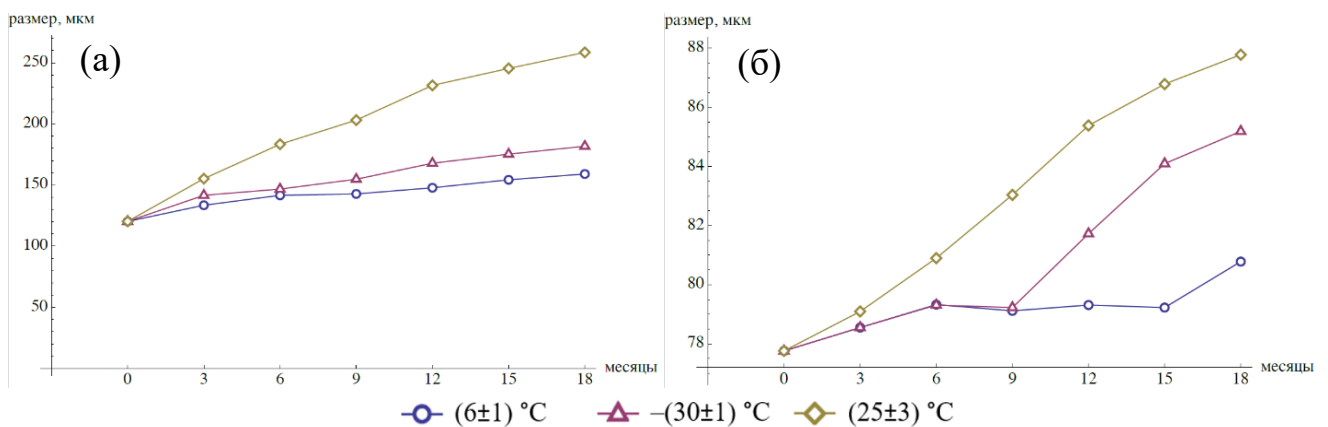 размер, мкм
(а)
250
200
150
100
50
0 3 6 9 12 15 18 месяцы
размер, мкм
(б)
88
86
84
82
80
78
0 3 6 9 12 15 18 месяцы
(6±1) °C –(30±1) °C (25±3) °C